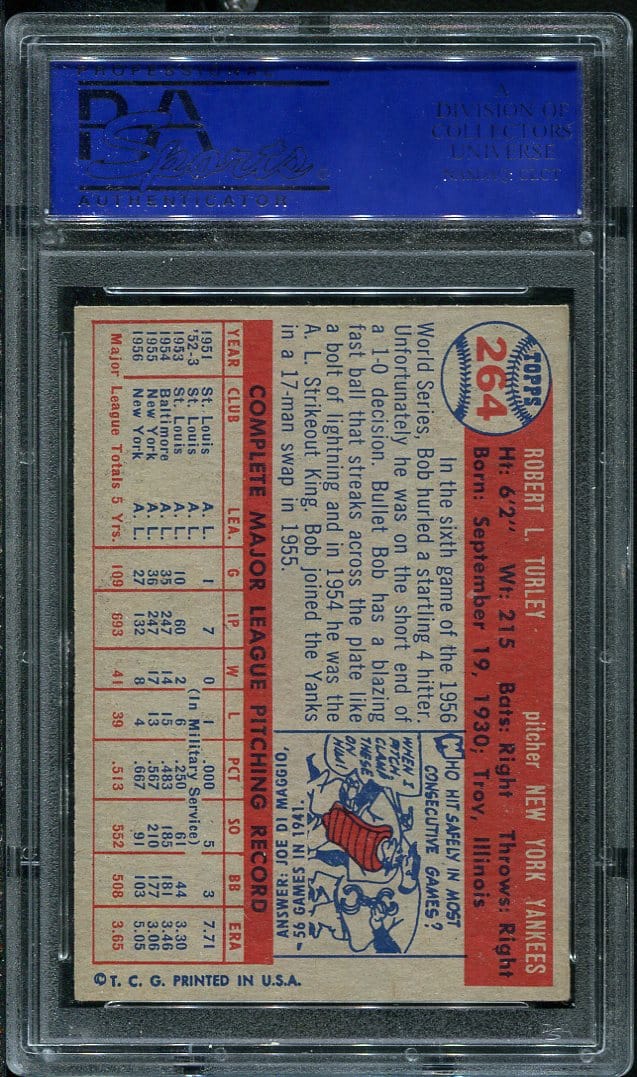 PROFESSIONAL
PSA
Sports
AUTHENTICATOR
A
DIVISION OF
COLLECTORS
UNIVERSE
NASDAQ: CLCT
TOPPS
264
ROBERT L. TURLEY · pitcher NEW YORK YANKEES
Ht: 6'2" Wt: 215 Bats: Right Throws: Right
Born: September 19, 1930; Troy, Illinois
In the sixth game of the 1956
World Series, Bob hurled a startling 4 hitter.
Unfortunately he was on the short end of
a 1-0 decision. Bullet Bob has a blazing
fast ball that streaks across the plate like
a bolt of lightning and in 1954 he was the
A. L. Strikeout King. Bob joined the Yanks
in a 17-man swap in 1955.
WHO HIT SAFELY IN MOST
CONSECUTIVE GAMES?
WHEN I
PITCH,
CLAMP
THESE
ON
HIM!
ANSWER: JOE DI MAGGIO,
~56 GAMES IN 1941.
COMPLETE MAJOR LEAGUE PITCHING RECORD
YEAR CLUB LEA. G IP W L PCT SO BB ERA
1951 St. Louis A. L. 1 7 0 1 .000 5 3 7.71
'52-3 (In Military Service)
1953 St. Louis A. L. 10 60 2 6 .250 61 44 3.30
1954 Baltimore A. L. 35 247 14 15 .483 185 181 3.46
1955 New York A. L. 36 247 17 13 .567 210 177 3.06
1956 New York A. L. 27 132 8 4 .667 91 103 5.05
Major League Totals 5 Yrs. 109 693 41 39 .513 552 508 3.65
© T. C. G. PRINTED IN U.S.A.